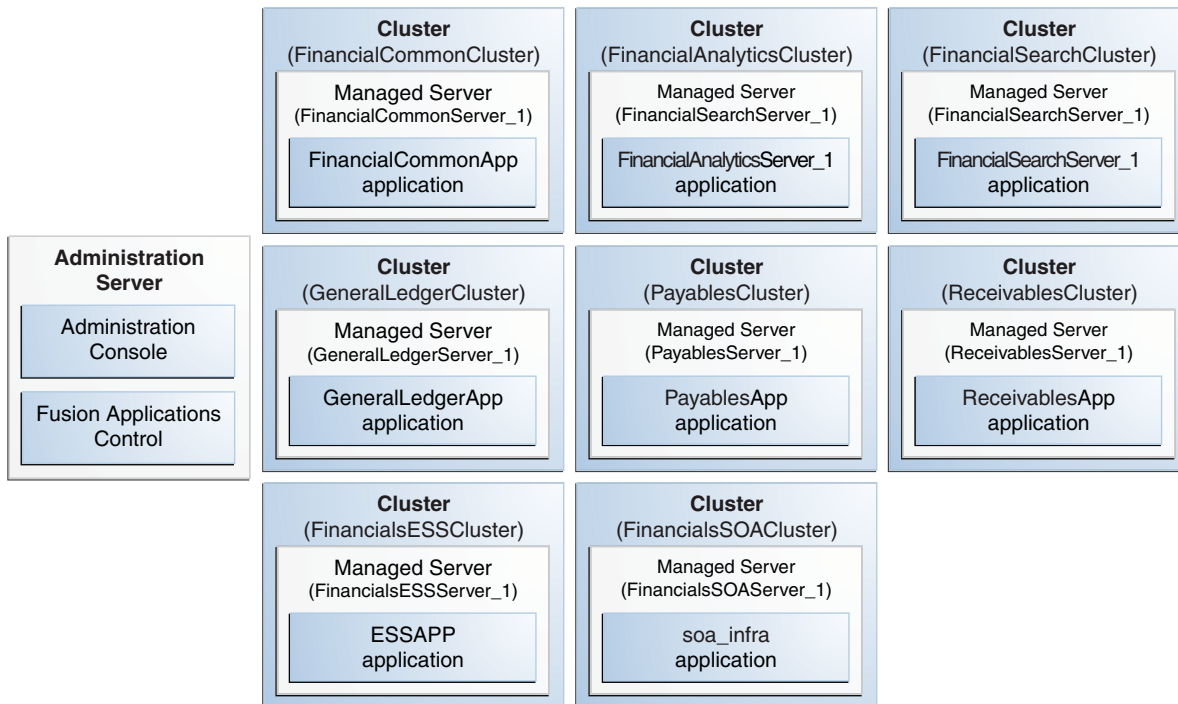 Cluster
(FinancialCommonCluster)
Managed Server
(FinancialCommonServer_1)
FinancialCommonApp
application
Cluster
(FinancialAnalyticsCluster)
Managed Server
(FinancialSearchServer_1)
FinancialAnalyticsServer_1
application
Cluster
(FinancialSearchCluster)
Managed Server
(FinancialSearchServer_1)
FinancialSearchServer_1
application
Administration
Server
Administration
Console
Fusion Applications
Control
Cluster
(GeneralLedgerCluster)
Managed Server
(GeneralLedgerServer_1)
GeneralLedgerApp
application
Cluster
(PayablesCluster)
Managed Server
(PayablesServer_1)
PayablesApp
application
Cluster
(ReceivablesCluster)
Managed Server
(ReceivablesServer_1)
ReceivablesApp
application
Cluster
(FinancialsESSCluster)
Managed Server
(FinancialsESSServer_1)
ESSAPP
application
Cluster
(FinancialsSOACluster)
Managed Server
(FinancialsSOAServer_1)
soa_infra
application